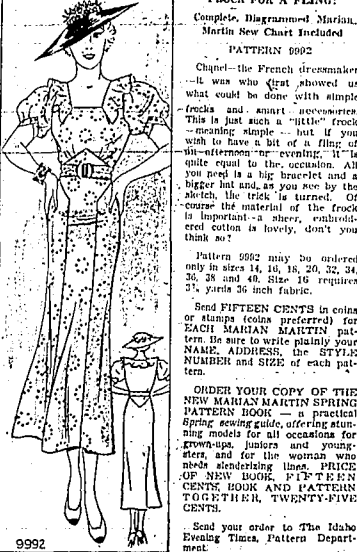 FROCK FOR A FLING!
Complete, Diagrammed Marian
Martin Sew Chart Included
PATTERN 9992
Chanel—the French dressmaker
—it was who first showed us
what could be done with simple
frocks and smart accessories.
This is just such a "little" frock
—meaning simple — but if you
wish to have a bit of a fling of
an afternoon or evening, it is
quite equal to the occasion. All
you need is a big bracelet and a
bigger hat and, as you see by the
sketch, the trick is turned. Of
course the material of the frock
is important—a sheer, embroid-
ered cotton is lovely, don't you
think so?
Pattern 9992 may be ordered
only in sizes 14, 16, 18, 20, 32, 34,
36, 38 and 40. Size 16 requires
yards 36 inch fabric.
Send FIFTEEN CENTS in coins
or stamps (coins preferred) for
EACH MARIAN MARTIN pat-
tern. Be sure to write plainly your
NAME, ADDRESS, the STYLE
NUMBER and SIZE of each pat-
tern.
ORDER YOUR COPY OF THE
NEW MARIAN MARTIN SPRING
PATTERN BOOK — a practical
Spring sewing guide, offering stun-
ning models for all occasions for
grown-ups, juniors and young-
sters, and for the woman who
needs slenderizing lines. PRICE
OF NEW BOOK, FIFTEEN
CENTS, BOOK AND PATTERN
TOGETHER, TWENTY-FIVE
CENTS.
Send your order to The Idaho
Evening Times, Pattern Depart-
ment.
9992